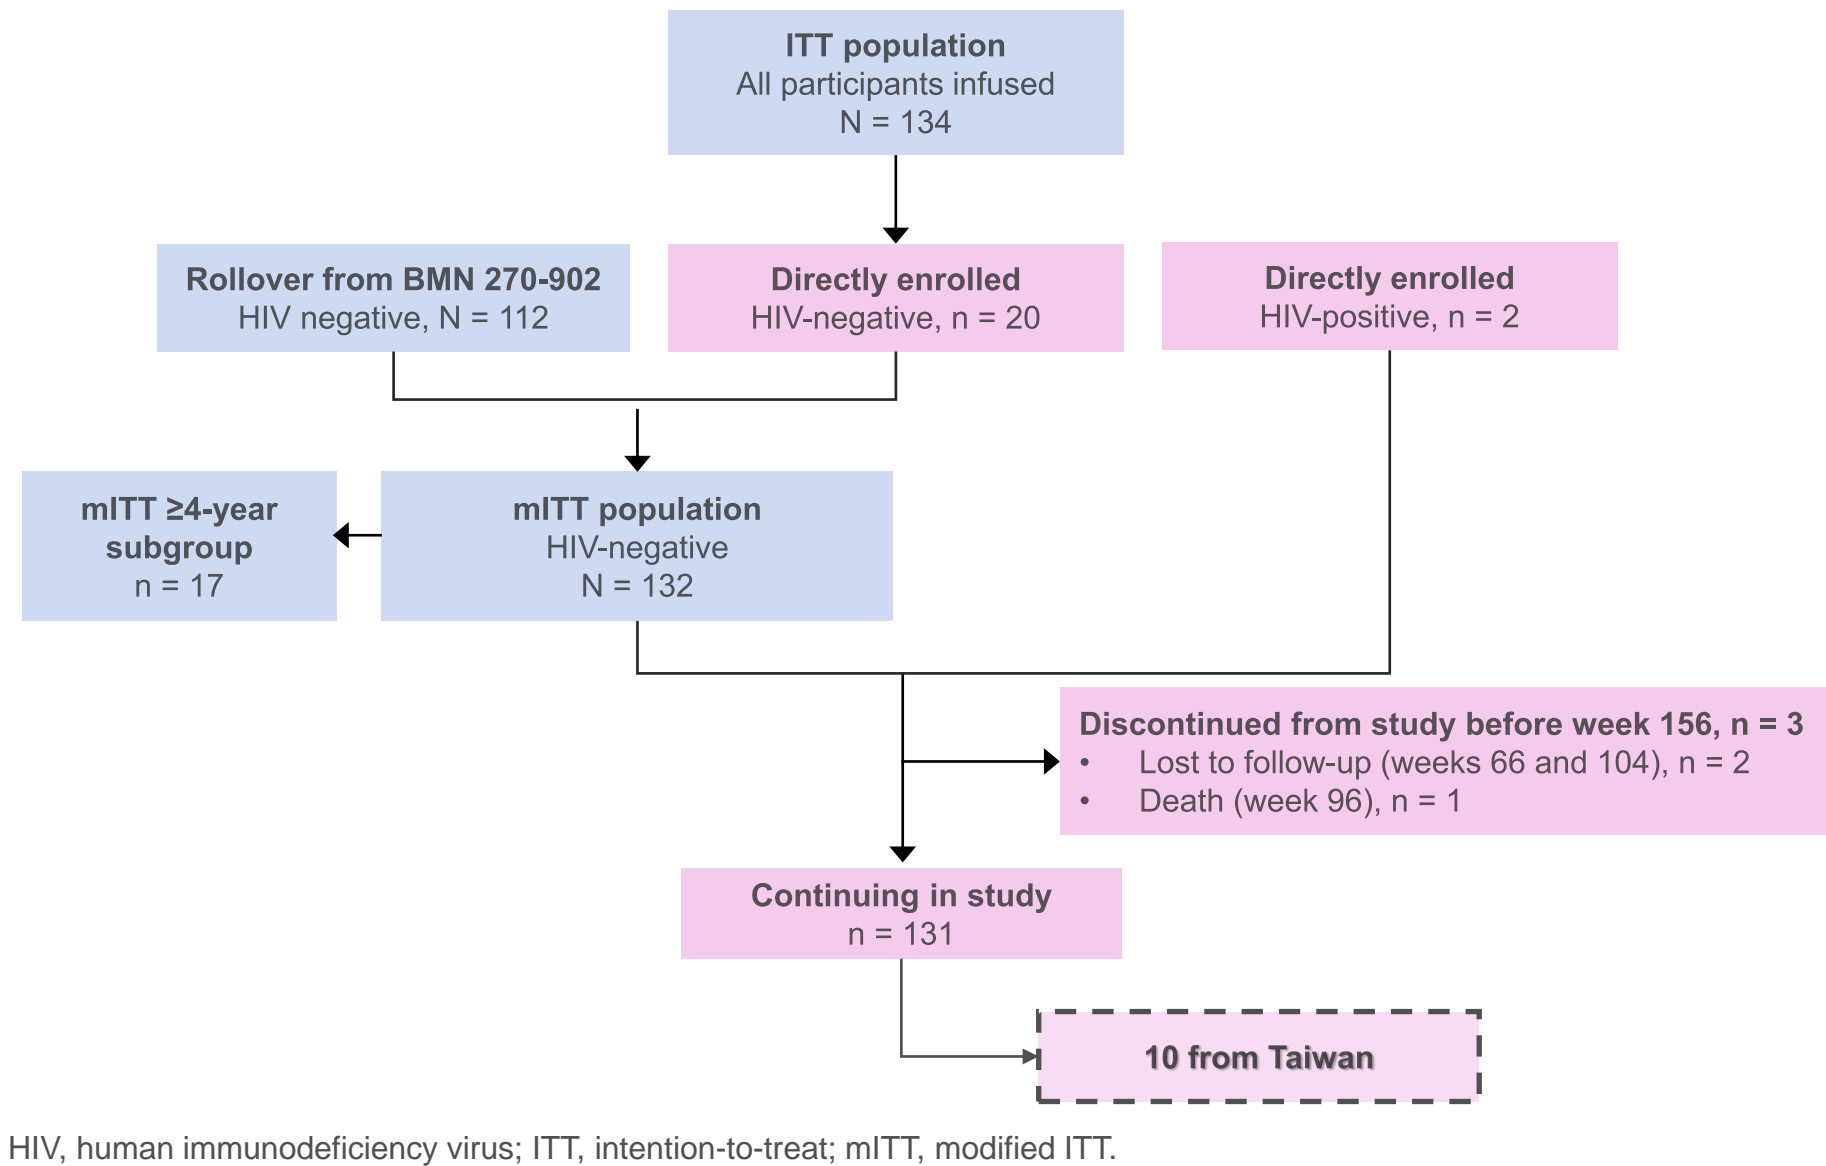 ITT population
All participants infused
N = 134
Rollover from BMN 270-902
HIV negative, N = 112
Directly enrolled
HIV-negative, n = 20
Directly enrolled
HIV-positive, n = 2
mITT ≥4-year
subgroup
n = 17
mITT population
HIV-negative
N = 132
Discontinued from study before week 156, n = 3
• Lost to follow-up (weeks 66 and 104), n = 2
• Death (week 96), n = 1
Continuing in study
n = 131
10 from Taiwan
HIV, human immunodeficiency virus; ITT, intention-to-treat; mITT, modified ITT.